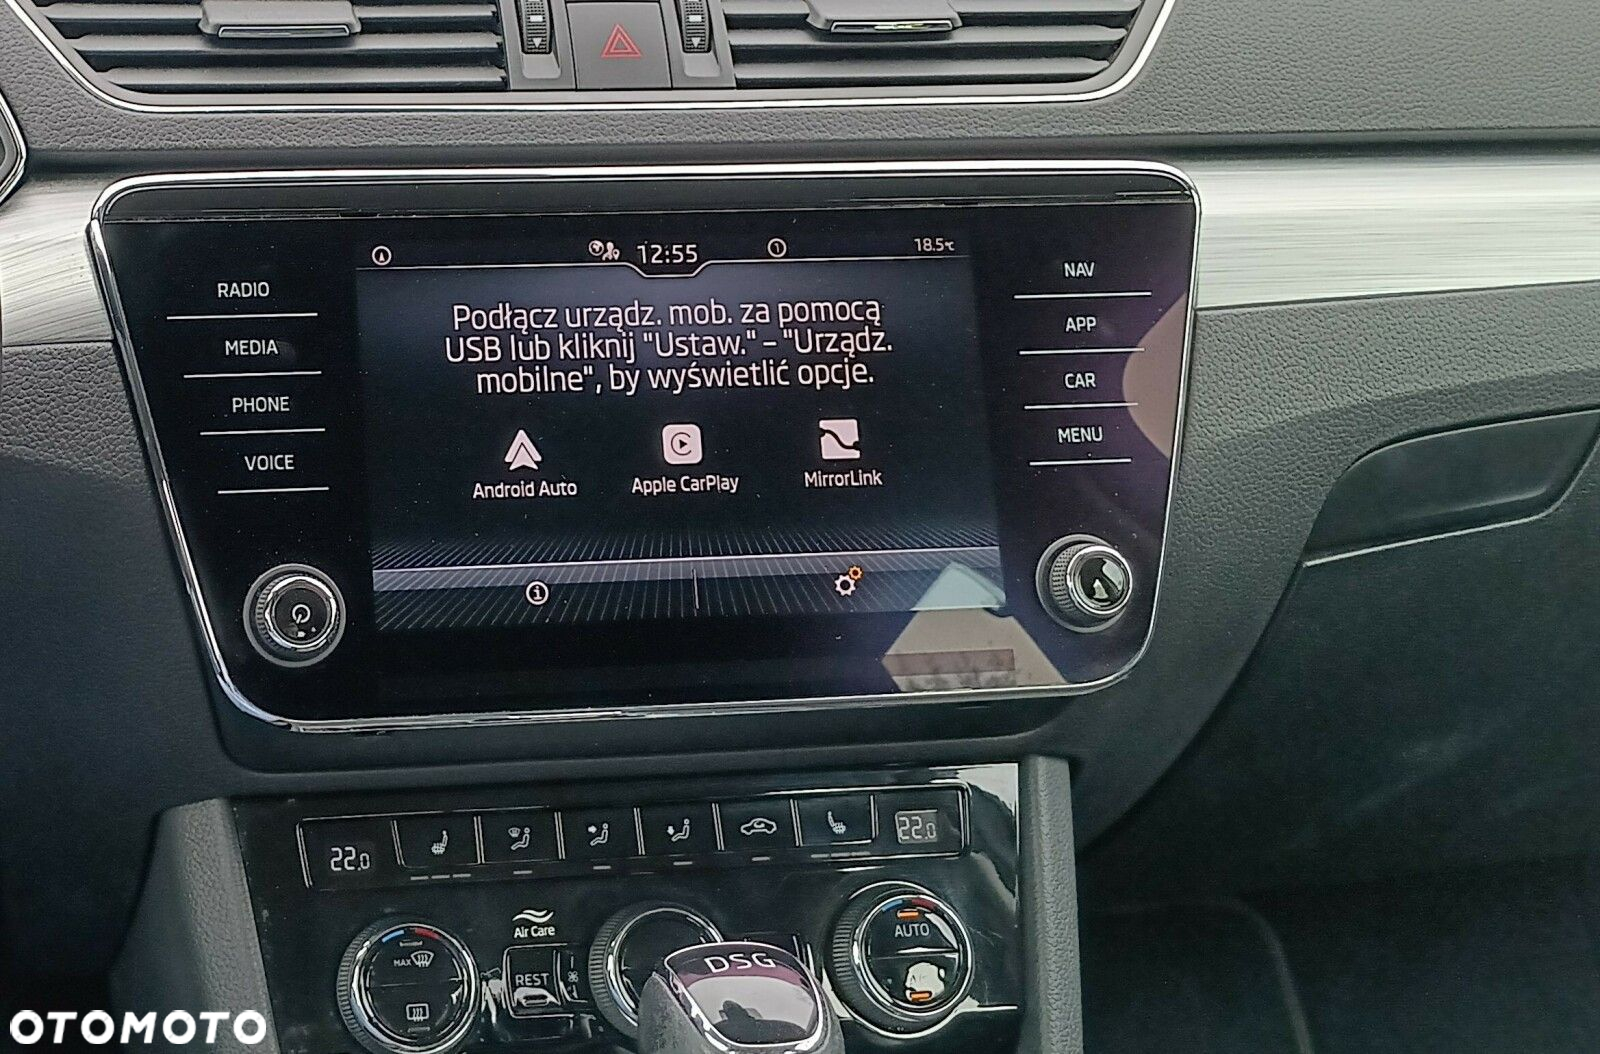 12:55
18.5°C
RADIO
MEDIA
PHONE
VOICE
NAV
APP
CAR
MENU
Podłącz urządz. mob. za pomocą
USB lub kliknij "Ustaw." – "Urządz.
mobilne", by wyświetlić opcje.
Android Auto
Apple CarPlay
MirrorLink
22.0
22.0
Air Care
MAX
REST
AUTO
DSG
OTOMOTO